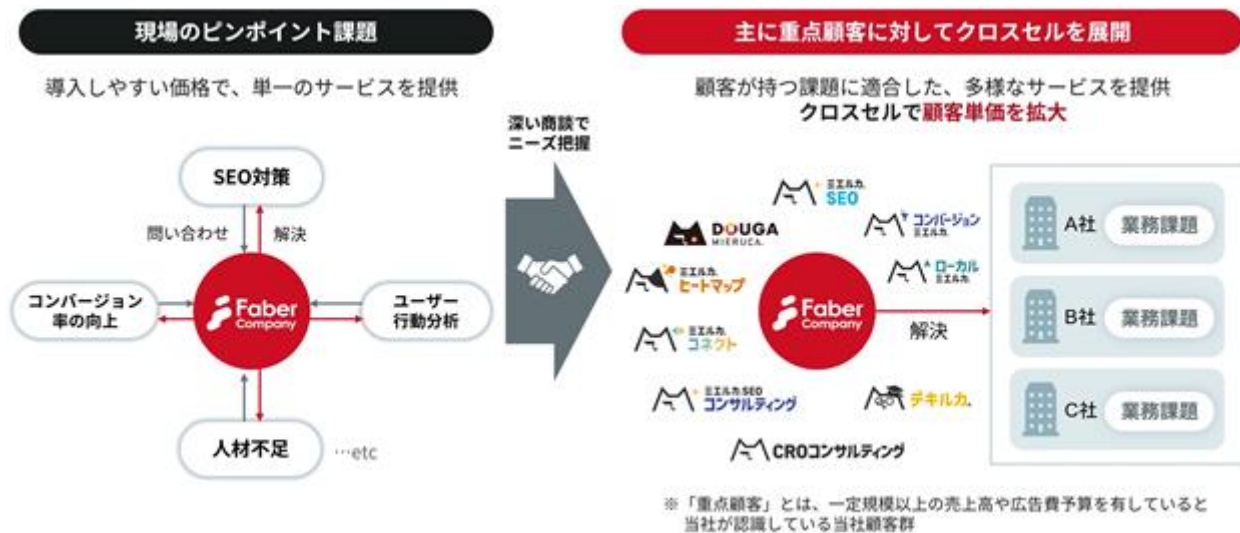 現場のピンポイント課題
導入しやすい価格で、単一のサービスを提供
SEO対策
問い合わせ
解決
コンバージョン
率の向上
Faber
Company
ユーザー
行動分析
人材不足
…etc
深い商談で
ニーズ把握
主に重点顧客に対してクロスセルを展開
顧客が持つ課題に適合した、多様なサービスを提供
クロスセルで顧客単価を拡大
ミエルカ
SEO
DOUGA
MIERUCA
コンバージョン
ミエルカ
ミエルカ
ヒートマップ
ローカル
ミエルカ
ミエルカ
コネクト
Faber
Company
解決
ミエルカSEO
コンサルティング
デキルカ
CROコンサルティング
A社 業務課題
B社 業務課題
C社 業務課題
※「重点顧客」とは、一定規模以上の売上高や広告費予算を有していると
当社が認識している当社顧客群